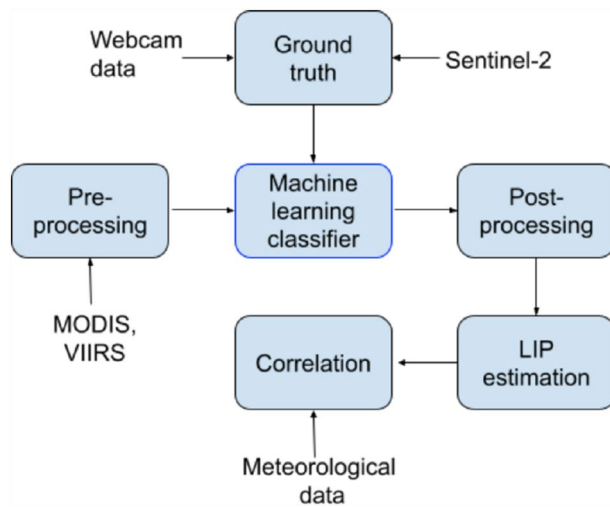 Webcam
data
Ground
truth
Sentinel-2
Pre-
processing
Machine
learning
classifier
Post-
processing
MODIS,
VIIRS
Correlation
LIP
estimation
Meteorological
data